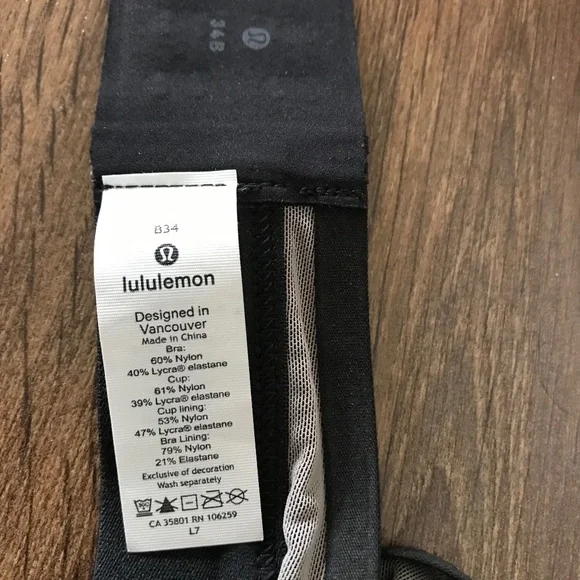 34B
B34
lululemon
Designed in
Vancouver
Made in China
Bra:
60% Nylon
40% Lycra® elastane
Cup:
61% Nylon
39% Lycra® elastane
Cup lining:
53% Nylon
47% Lycra® elastane
Bra Lining:
79% Nylon
21% Elastane
Exclusive of decoration
Wash separately
CA 35801 RN 106259
L7